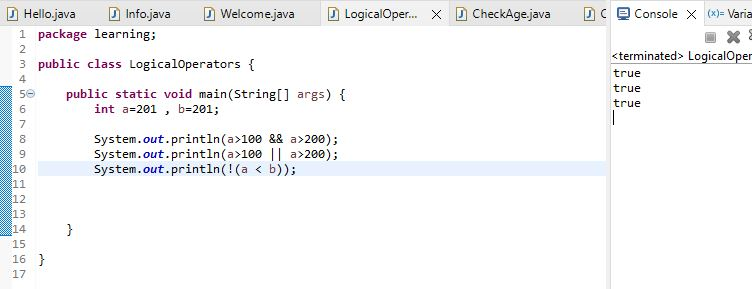 Hello.java Info.java Welcome.java LogicalOper... CheckAge.java
1 package learning;
2
3 public class LogicalOperators {
4
5 public static void main(String[] args) {
6 int a=201 , b=201;
7
8 System.out.println(a>100 && a>200);
9 System.out.println(a>100 || a>200);
10 System.out.println(!(a < b));
11
12
13
14 }
15
16 }
17
Console (x)= Varia
<terminated> LogicalOper
true
true
true